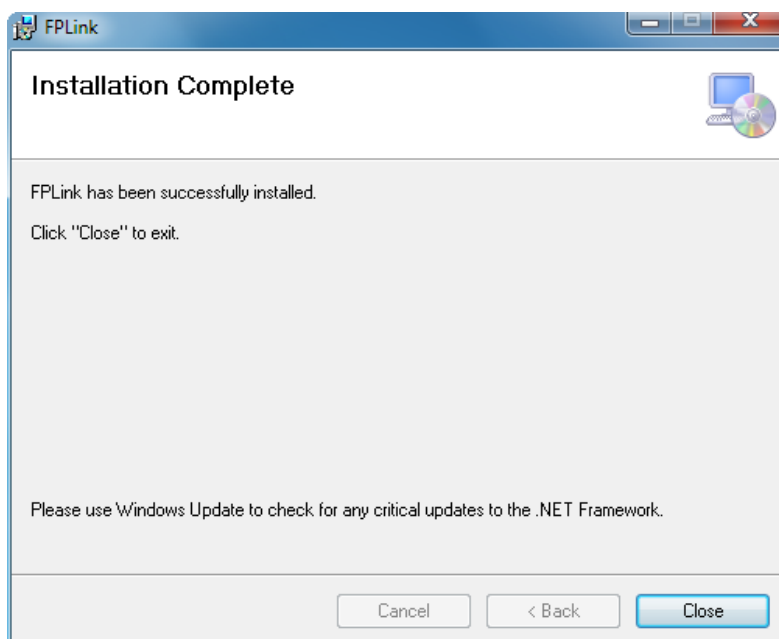 FPLink
Installation Complete
FPLink has been successfully installed.
Click "Close" to exit.
Please use Windows Update to check for any critical updates to the .NET Framework.
Cancel
< Back
Close